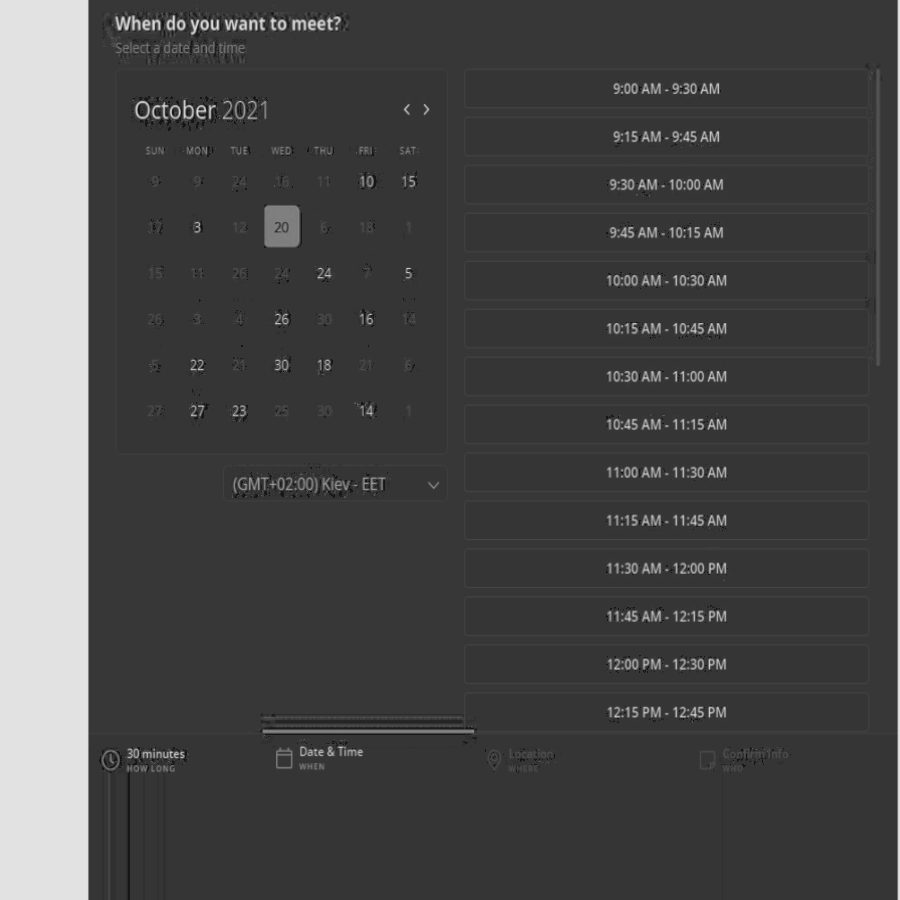 When do you want to meet?
Select a date and time
October 2021
SUN MON TUE WED THU FRI SAT
9 9 24 16 11 10 15
3 12 20 6 13 1
15 11 26 24 24 7 5
26 3 4 26 30 16 14
22 21 30 18 21 6
27 27 23 25 30 14 1
(GMT+02:00) Kiev - EET
9:00 AM - 9:30 AM
9:15 AM - 9:45 AM
9:30 AM - 10:00 AM
9:45 AM - 10:15 AM
10:00 AM - 10:30 AM
10:15 AM - 10:45 AM
10:30 AM - 11:00 AM
10:45 AM - 11:15 AM
11:00 AM - 11:30 AM
11:15 AM - 11:45 AM
11:30 AM - 12:00 PM
11:45 AM - 12:15 PM
12:00 PM - 12:30 PM
12:15 PM - 12:45 PM
30 minutes
HOW LONG
Date & Time
WHEN
Location
WHERE
Confirm Info
WHO